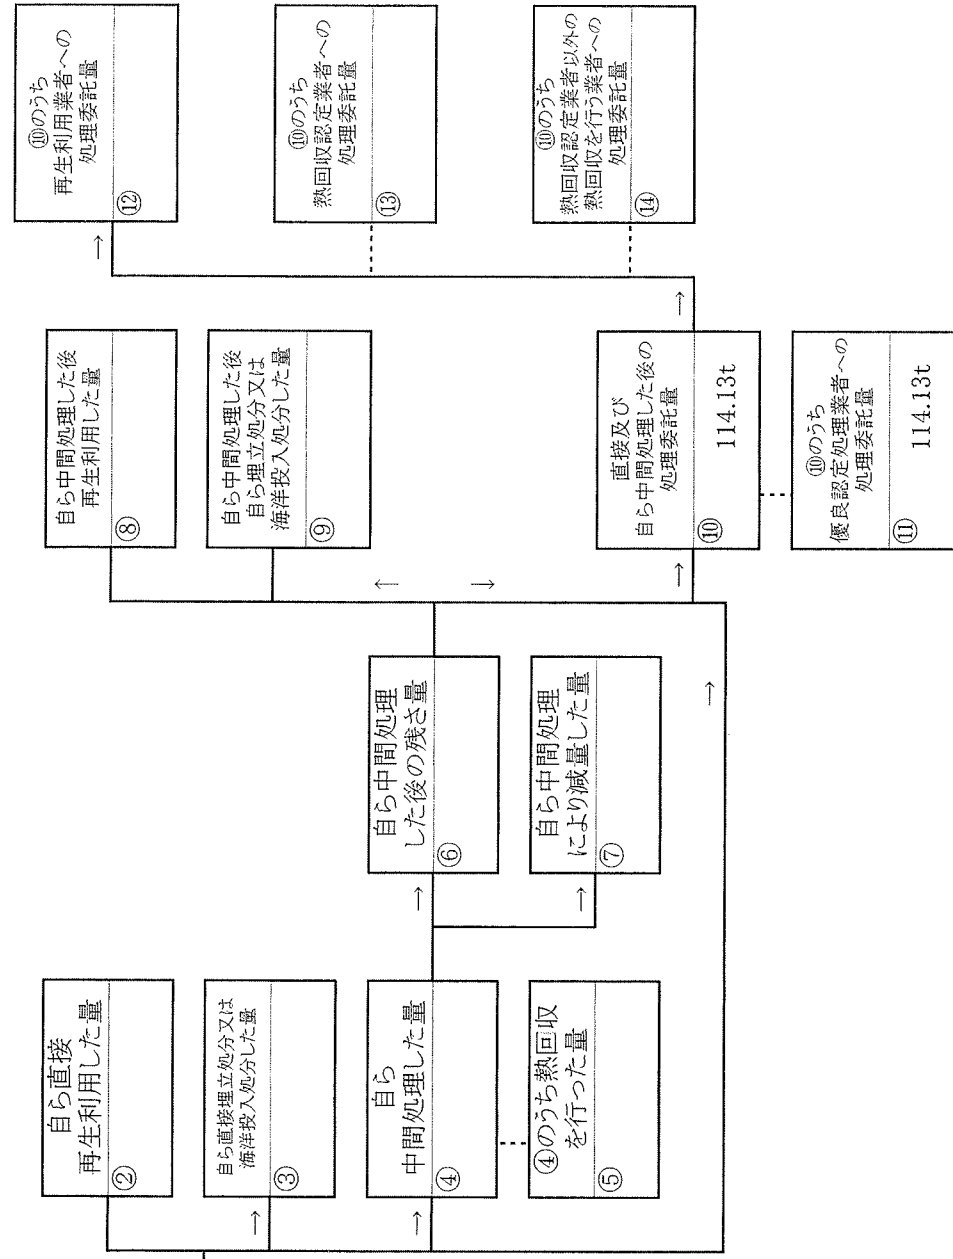 自ら直接
再生利用した量
②
自ら直接埋立処分又は
海洋投入処分した量
③
自ら
中間処理した量
④
④のうち熱回収
を行った量
⑤
自ら中間処理
した後の残さ量
⑥
自ら中間処理
により減量した量
⑦
自ら中間処理した後
再生利用した量
⑧
自ら中間処理した後
自ら埋立処分又は
海洋投入処分した量
⑨
直接及び
自ら中間処理した後の
処理委託量
⑩
114.13t
⑩のうち
優良認定処理業者への
処理委託量
⑪
114.13t
⑩のうち
再生利用業者への
処理委託量
⑫
⑩のうち
熱回収認定業者への
処理委託量
⑬
⑩のうち
熱回収認定業者以外の
熱回収を行う業者への
処理委託量
⑭